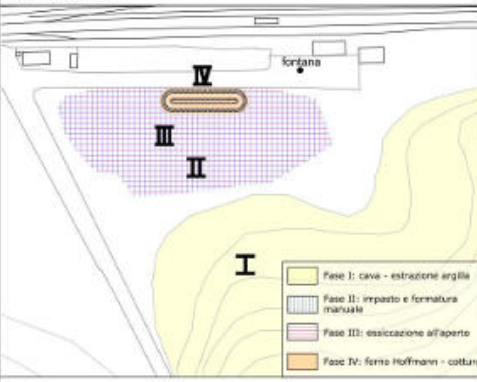 IV
fontana
III
II
I
Fase I: cava - estrazione argilla
Fase II: impasto e formatura
manuale
Fase III: essiccazione all'aperto
Fase IV: forno Hoffmann - cottura